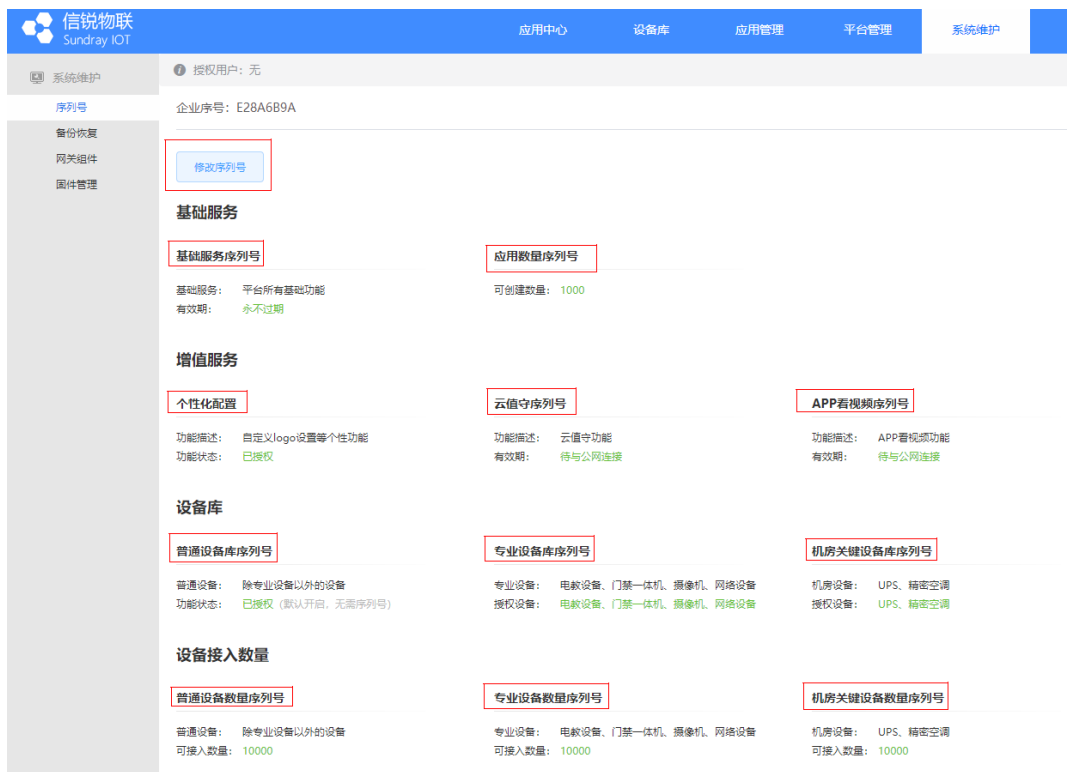 信锐物联
Sundray IOT
应用中心 设备库 应用管理 平台管理 系统维护
系统维护
序列号
备份恢复
网关组件
固件管理
授权用户：无
企业序号：E28A6B9A
修改序列号
基础服务
基础服务序列号 应用数量序列号
基础服务： 平台所有基础功能 可创建数量： 1000
有效期： 永不过期
增值服务
个性化配置 云值守序列号 APP看视频序列号
功能描述： 自定义logo设置等个性功能 功能描述： 云值守功能 功能描述： APP看视频功能
功能状态： 已授权 有效期： 待与公网连接 有效期： 待与公网连接
设备库
普通设备库序列号 专业设备库序列号 机房关键设备库序列号
普通设备： 除专业设备以外的设备 专业设备： 电教设备、门禁一体机、摄像机、网络设备 机房设备： UPS、精密空调
功能状态： 已授权（默认开启，无需序列号） 授权设备： 电教设备、门禁一体机、摄像机、网络设备 授权设备： UPS、精密空调
设备接入数量
普通设备数量序列号 专业设备数量序列号 机房关键设备数量序列号
普通设备： 除专业设备以外的设备 专业设备： 电教设备、门禁一体机、摄像机、网络设备 机房设备： UPS、精密空调
可接入数量： 10000 可接入数量： 10000 可接入数量： 10000